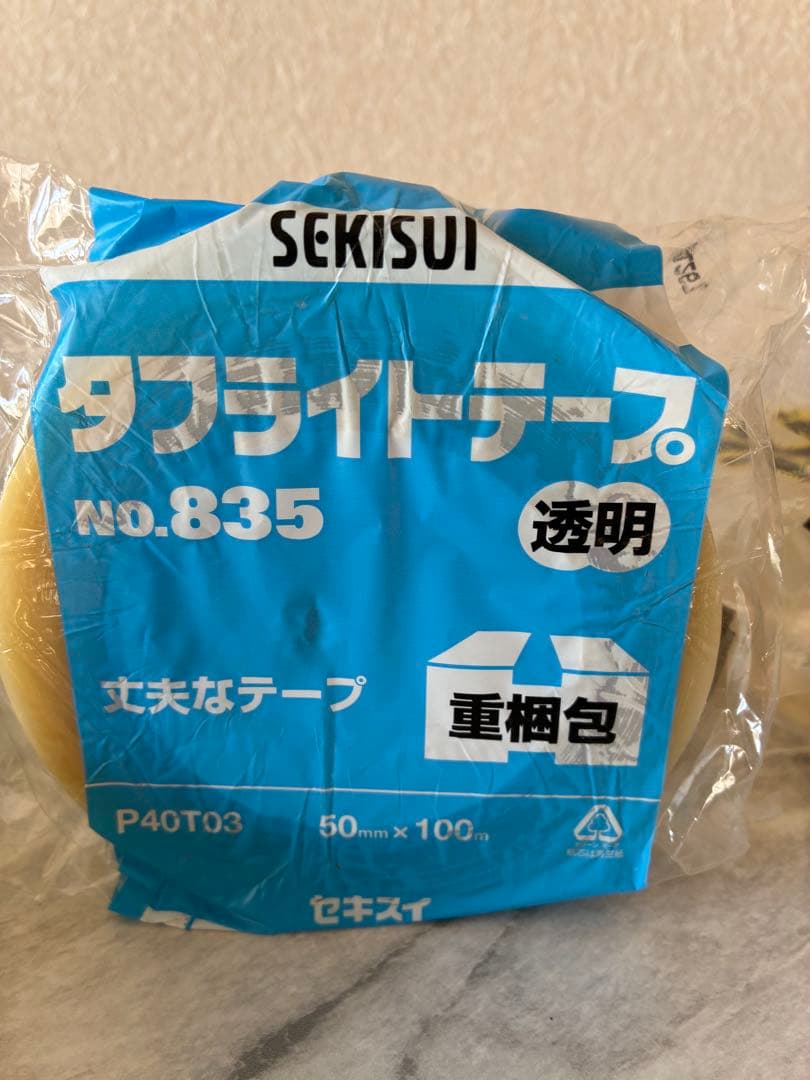 SEKISUI
タフライトテープ
NO.835
透明
丈夫なテープ
重梱包
P40T03 50mm×100m
セキスイ